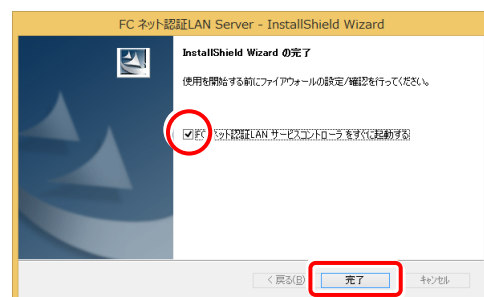 FC ネット認証LAN Server - InstallShield Wizard
InstallShield Wizard の完了
使用を開始する前にファイアウォールの設定/確認を行ってください。
FC ネット認証LAN サービスコントローラ をすぐに起動する
< 戻る(B)
完了
キャンセル